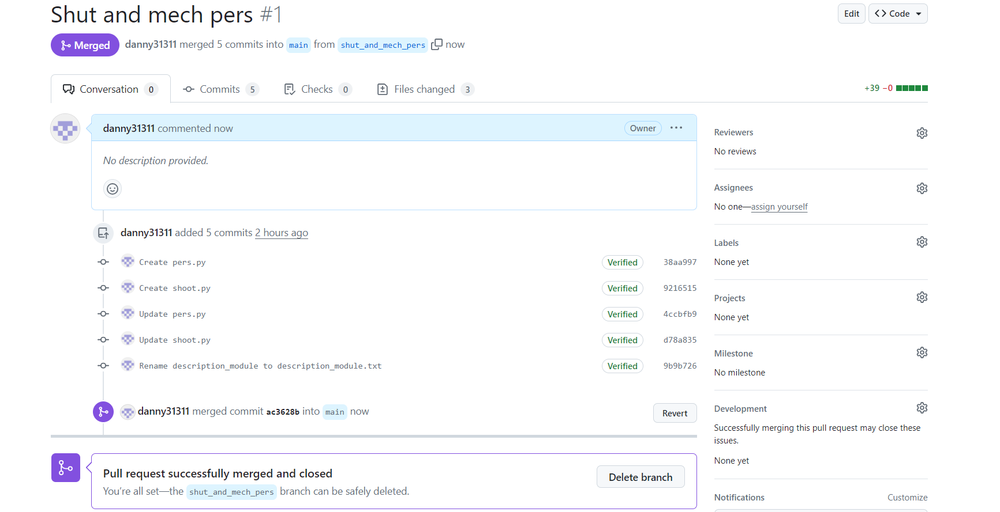 Shut and mech pers #1
Edit
Code
Merged
danny31311 merged 5 commits into main from shut_and_mech_pers now
Conversation 0
Commits 5
Checks 0
Files changed 3
+39 −0
danny31311 commented now
Owner
No description provided.
danny31311 added 5 commits 2 hours ago
Create pers.py Verified 38aa997
Create shoot.py Verified 9216515
Update pers.py Verified 4ccbfb9
Update shoot.py Verified d78a835
Rename description_module to description_module.txt Verified 9b9b726
danny31311 merged commit ac3628b into main now
Revert
Pull request successfully merged and closed
You’re all set—the shut_and_mech_pers branch can be safely deleted.
Delete branch
Reviewers
No reviews
Assignees
No one—assign yourself
Labels
None yet
Projects
None yet
Milestone
No milestone
Development
Successfully merging this pull request may close these
issues.
None yet
Notifications
Customize